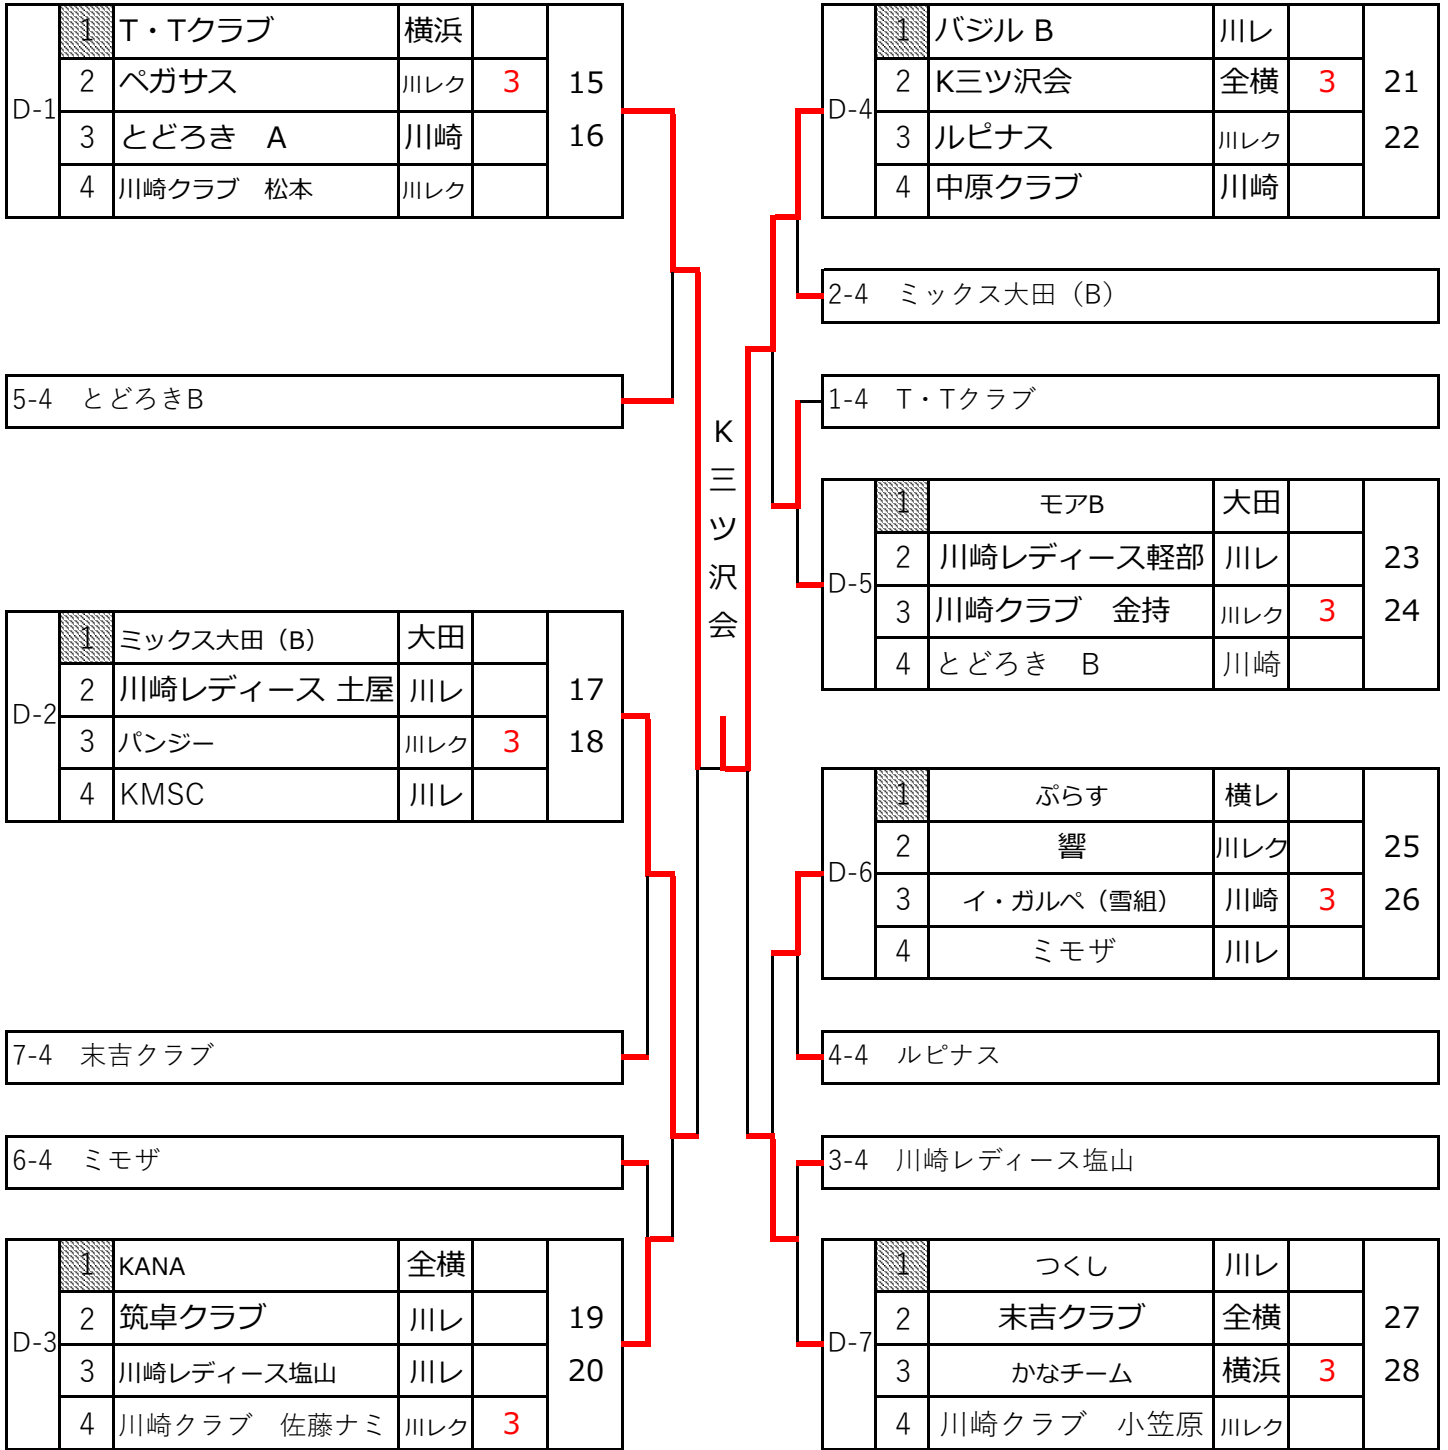 D-1
1 T・Tクラブ 横浜
2 ペガサス 川レク 3 15
3 とどろき A 川崎 16
4 川崎クラブ 松本 川レク
5-4 とどろきB
D-2
1 ミックス大田（B） 大田
2 川崎レディース 土屋 川レ 17
3 パンジー 川レク 3 18
4 KMSC 川レ
7-4 末吉クラブ
6-4 ミモザ
D-3
1 KANA 全横
2 筑卓クラブ 川レ 19
3 川崎レディース塩山 川レ 20
4 川崎クラブ 佐藤ナミ 川レク 3
K三ツ沢会
D-4
1 バジル B 川レ
2 K三ツ沢会 全横 3 21
3 ルピナス 川レク 22
4 中原クラブ 川崎
2-4 ミックス大田（B）
1-4 T・Tクラブ
D-5
1 モアB 大田
2 川崎レディース軽部 川レ 23
3 川崎クラブ 金持 川レク 3 24
4 とどろき B 川崎
D-6
1 ぷらす 横レ
2 響 川レク 25
3 イ・ガルペ（雪組） 川崎 3 26
4 ミモザ 川レ
4-4 ルピナス
3-4 川崎レディース塩山
D-7
1 つくし 川レ
2 末吉クラブ 全横 27
3 かなチーム 横浜 3 28
4 川崎クラブ 小笠原 川レク